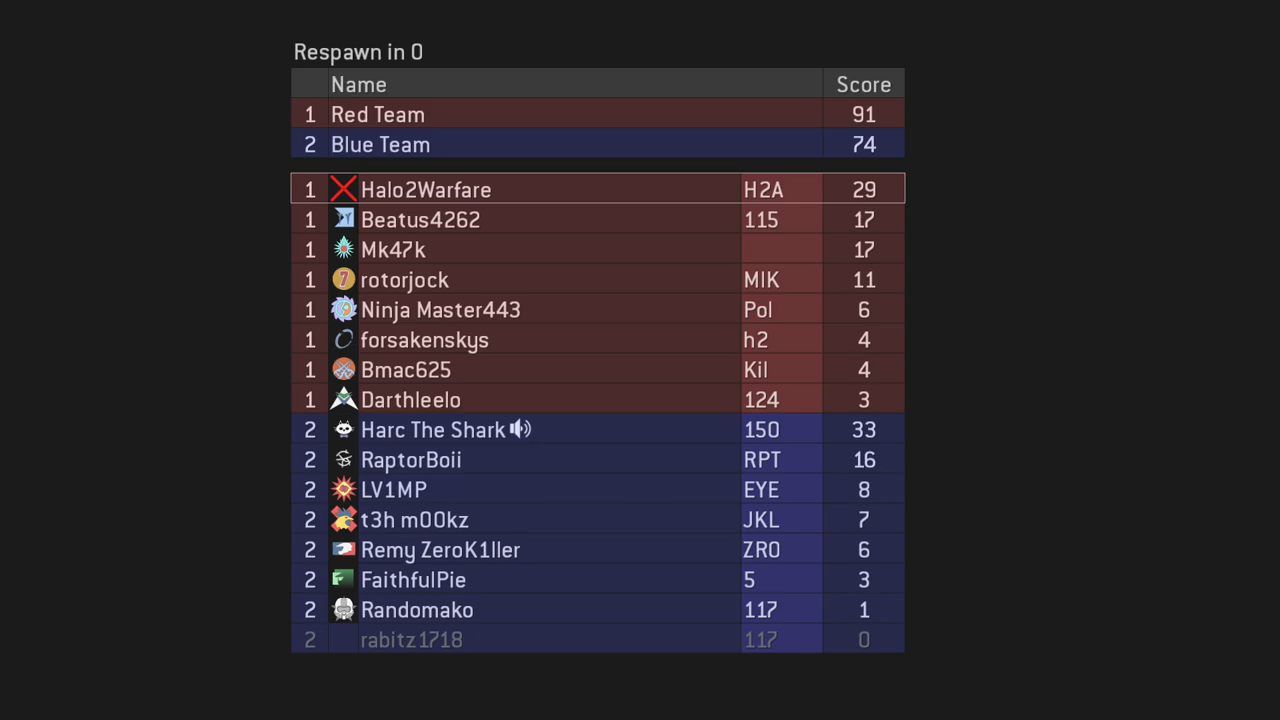 Respawn in 0
Name Score
1 Red Team 91
2 Blue Team 74
1 Halo2Warfare H2A 29
1 Beatus4262 115 17
1 Mk47k 17
1 7 rotorjock MIK 11
1 Ninja Master443 Pol 6
1 forsakenskys h2 4
1 Bmac625 Kil 4
1 Darthleelo 124 3
2 Harc The Shark 150 33
2 RaptorBoii RPT 16
2 LV1MP EYE 8
2 t3h m00kz JKL 7
2 Remy ZeroK1ller ZR0 6
2 F FaithfulPie 5 3
2 Randomako 117 1
2 rabitz1718 117 0